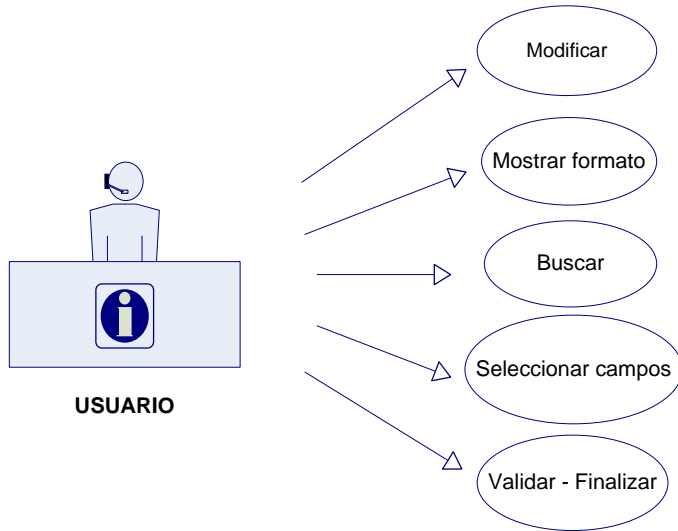 Modificar
Mostrar formato
Buscar
Seleccionar campos
Validar - Finalizar
USUARIO